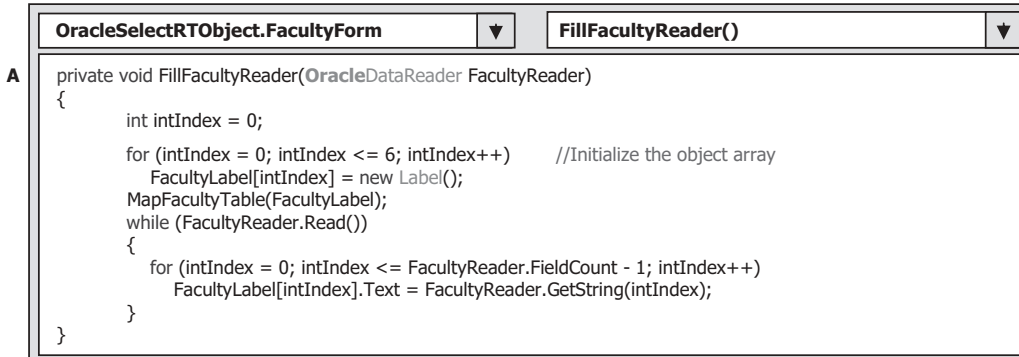 OracleSelectRTObject.FacultyForm FillFacultyReader()
A private void FillFacultyReader(OracleDataReader FacultyReader)
{
int intIndex = 0;
for (intIndex = 0; intIndex <= 6; intIndex++) //Initialize the object array
FacultyLabel[intIndex] = new Label();
MapFacultyTable(FacultyLabel);
while (FacultyReader.Read())
{
for (intIndex = 0; intIndex <= FacultyReader.FieldCount - 1; intIndex++)
FacultyLabel[intIndex].Text = FacultyReader.GetString(intIndex);
}
}